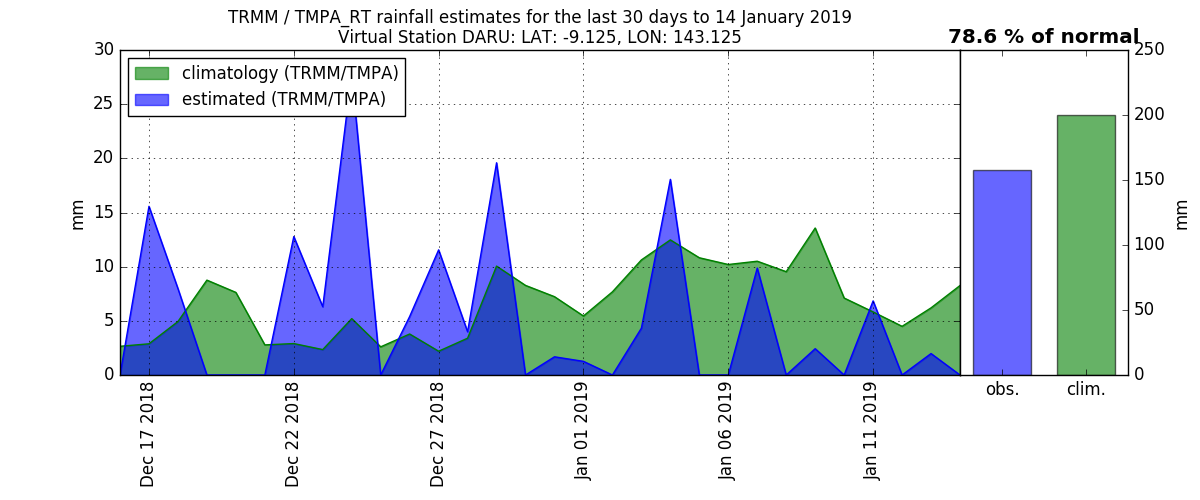 TRMM / TMPA_RT rainfall estimates for the last 30 days to 14 January 2019
Virtual Station DARU: LAT: -9.125, LON: 143.125
78.6 % of normal
climatology (TRMM/TMPA)
estimated (TRMM/TMPA)
30
25
20
15
10
5
0
mm
Dec 17 2018
Dec 22 2018
Dec 27 2018
Jan 01 2019
Jan 06 2019
Jan 11 2019
250
200
150
100
50
0
mm
obs.
clim.